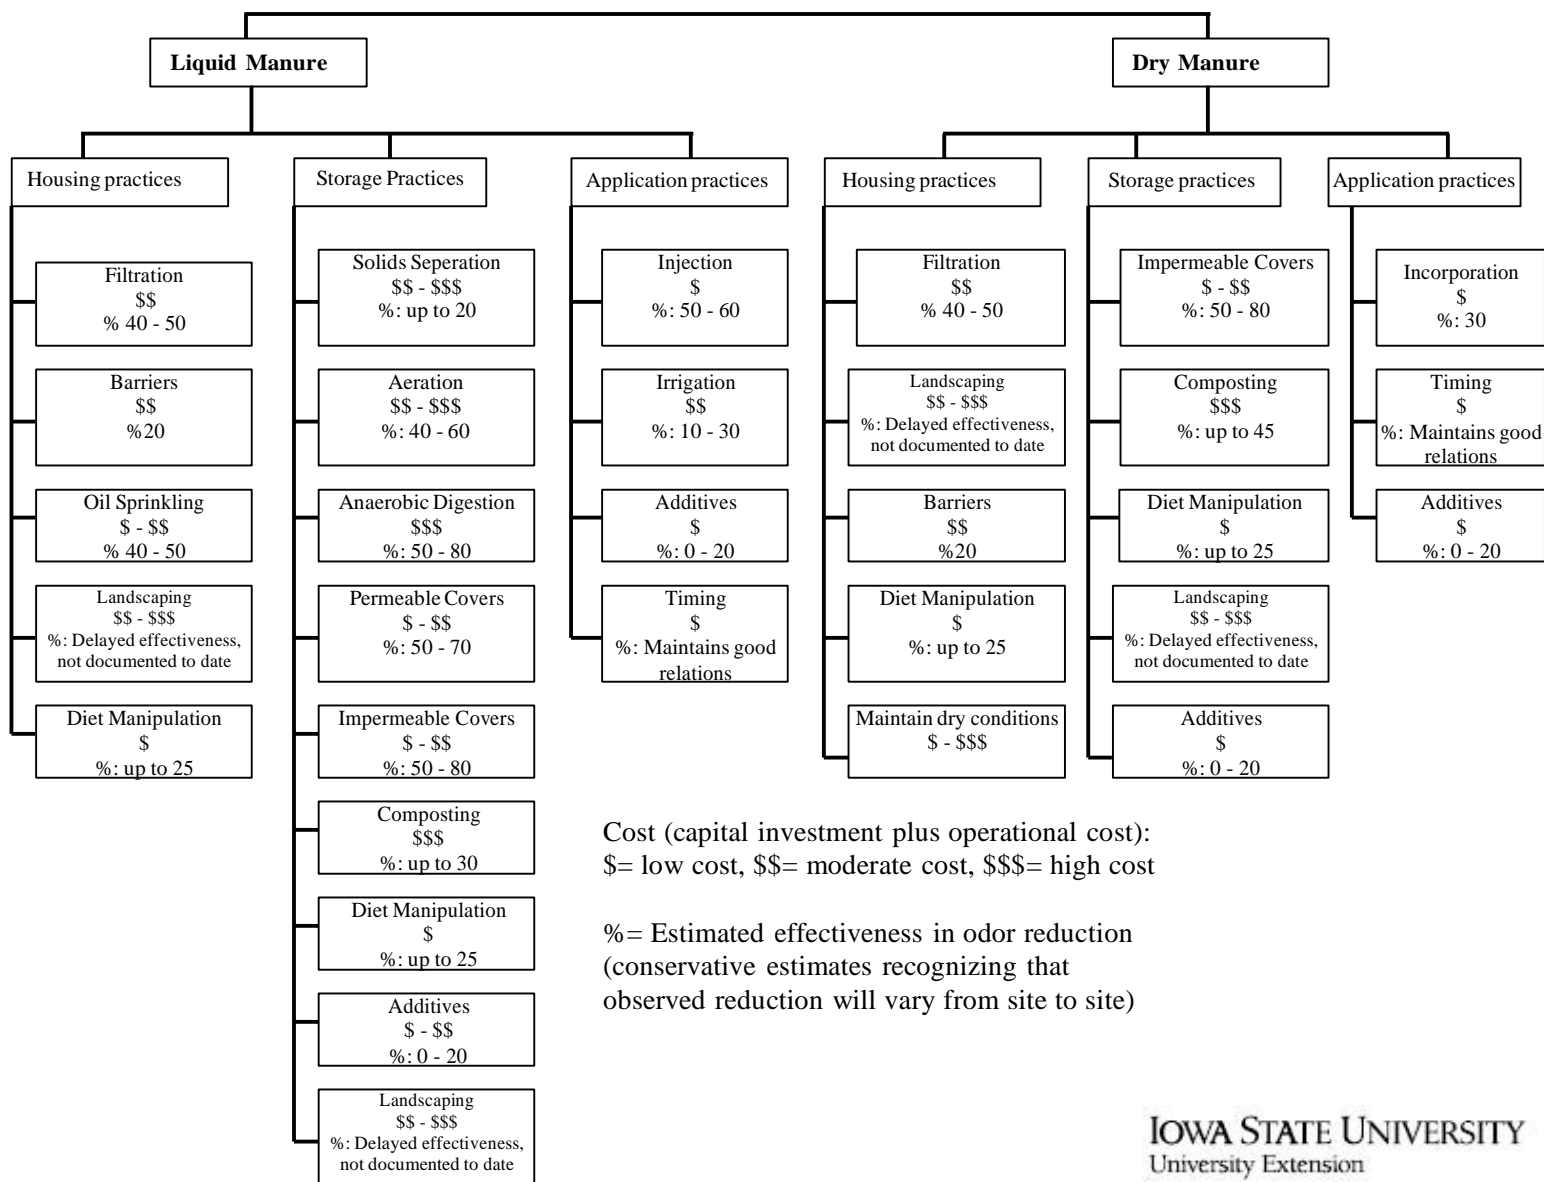 Liquid Manure
Dry Manure
Housing practices
Storage Practices
Application practices
Housing practices
Storage practices
Application practices
Filtration
$$
% 40 - 50
Barriers
$$
%20
Oil Sprinkling
$ - $$
% 40 - 50
Landscaping
$$ - $$$
%: Delayed effectiveness,
not documented to date
Diet Manipulation
$
%: up to 25
Solids Seperation
$$ - $$$
%: up to 20
Aeration
$$ - $$$
%: 40 - 60
Anaerobic Digestion
$$$
%: 50 - 80
Permeable Covers
$ - $$
%: 50 - 70
Impermeable Covers
$ - $$
%: 50 - 80
Composting
$$$
%: up to 30
Diet Manipulation
$
%: up to 25
Additives
$ - $$
%: 0 - 20
Landscaping
$$ - $$$
%: Delayed effectiveness,
not documented to date
Injection
$
%: 50 - 60
Irrigation
$$
%: 10 - 30
Additives
$
%: 0 - 20
Timing
$
%: Maintains good
relations
Filtration
$$
% 40 - 50
Landscaping
$$ - $$$
%: Delayed effectiveness,
not documented to date
Barriers
$$
%20
Diet Manipulation
$
%: up to 25
Maintain dry conditions
$ - $$$
Impermeable Covers
$ - $$
%: 50 - 80
Composting
$$$
%: up to 45
Diet Manipulation
$
%: up to 25
Landscaping
$$ - $$$
%: Delayed effectiveness,
not documented to date
Additives
$
%: 0 - 20
Incorporation
$
%: 30
Timing
$
%: Maintains good
relations
Additives
$
%: 0 - 20
Cost (capital investment plus operational cost):
$= low cost, $$= moderate cost, $$$= high cost
%= Estimated effectiveness in odor reduction
(conservative estimates recognizing that
observed reduction will vary from site to site)
IOWA STATE UNIVERSITY
University Extension